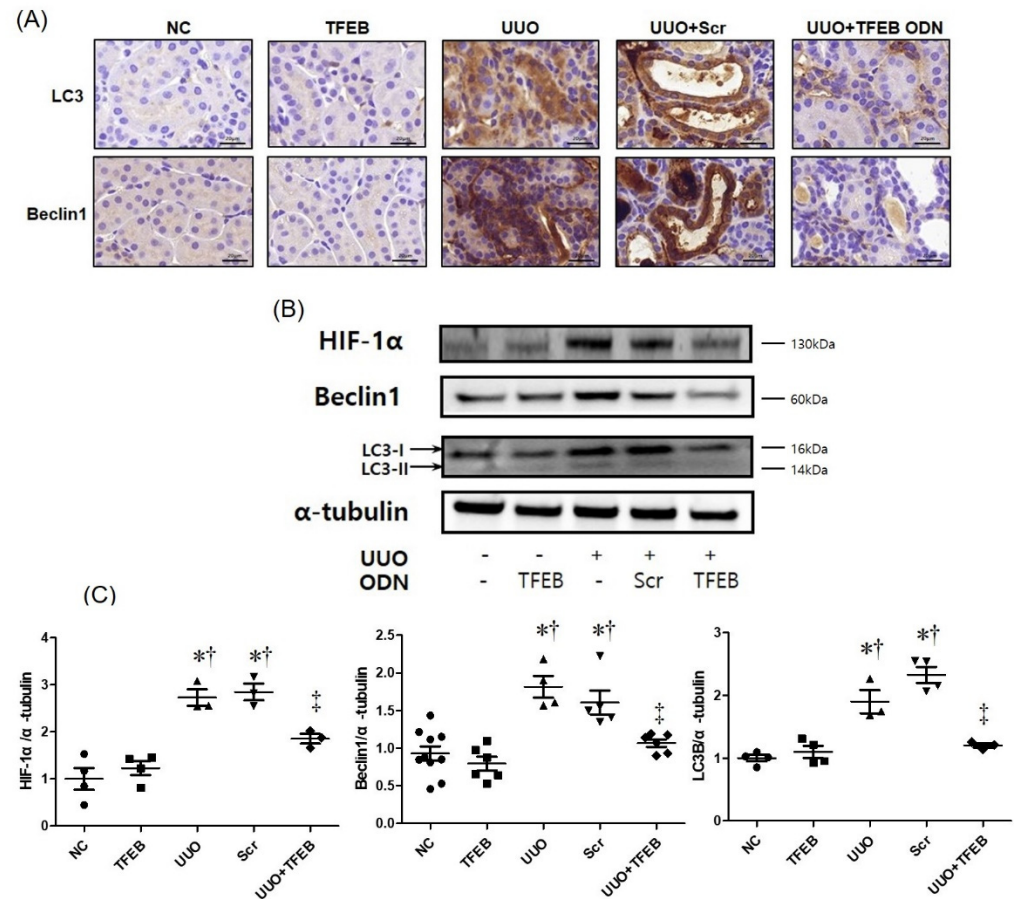 (A)
NC TFEB UUO UUO+Scr UUO+TFEB ODN
LC3
20μm 20μm 20μm
Beclin1
(B)
HIF-1α 130kDa
Beclin1 60kDa
LC3-I 16kDa
LC3-II 14kDa
α-tubulin
UUO - - + + +
ODN - TFEB - Scr TFEB
(C)
HIF-1α/α -tubulin
4
3
2
1
0
*† *† ‡
NC TFEB UUO Scr UUO+TFEB
Beclin1/α -tubulin
2.5
2.0
1.5
1.0
0.5
0.0
*† *† ‡
NC TFEB UUO Scr UUO+TFEB
LC3B/α -tubulin
3
2
1
0
*† *† ‡
NC TFEB UUO Scr UUO+TFEB